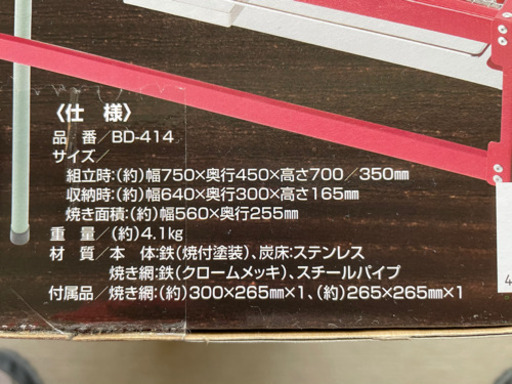 〈仕 様〉
品 番／BD-414
サイズ／
組立時:(約)幅750×奥行450×高さ700／350㎜
収納時:(約)幅640×奥行300×高さ165㎜
焼き面積:(約)幅560×奥行255㎜
重 量／(約)4.1kg
材 質／本 体:鉄(焼付塗装)、炭床:ステンレス
焼き網:鉄(クロームメッキ)、スチールパイプ
付属品／焼き網:(約)300×265㎜×1、(約)265×265㎜×1
4